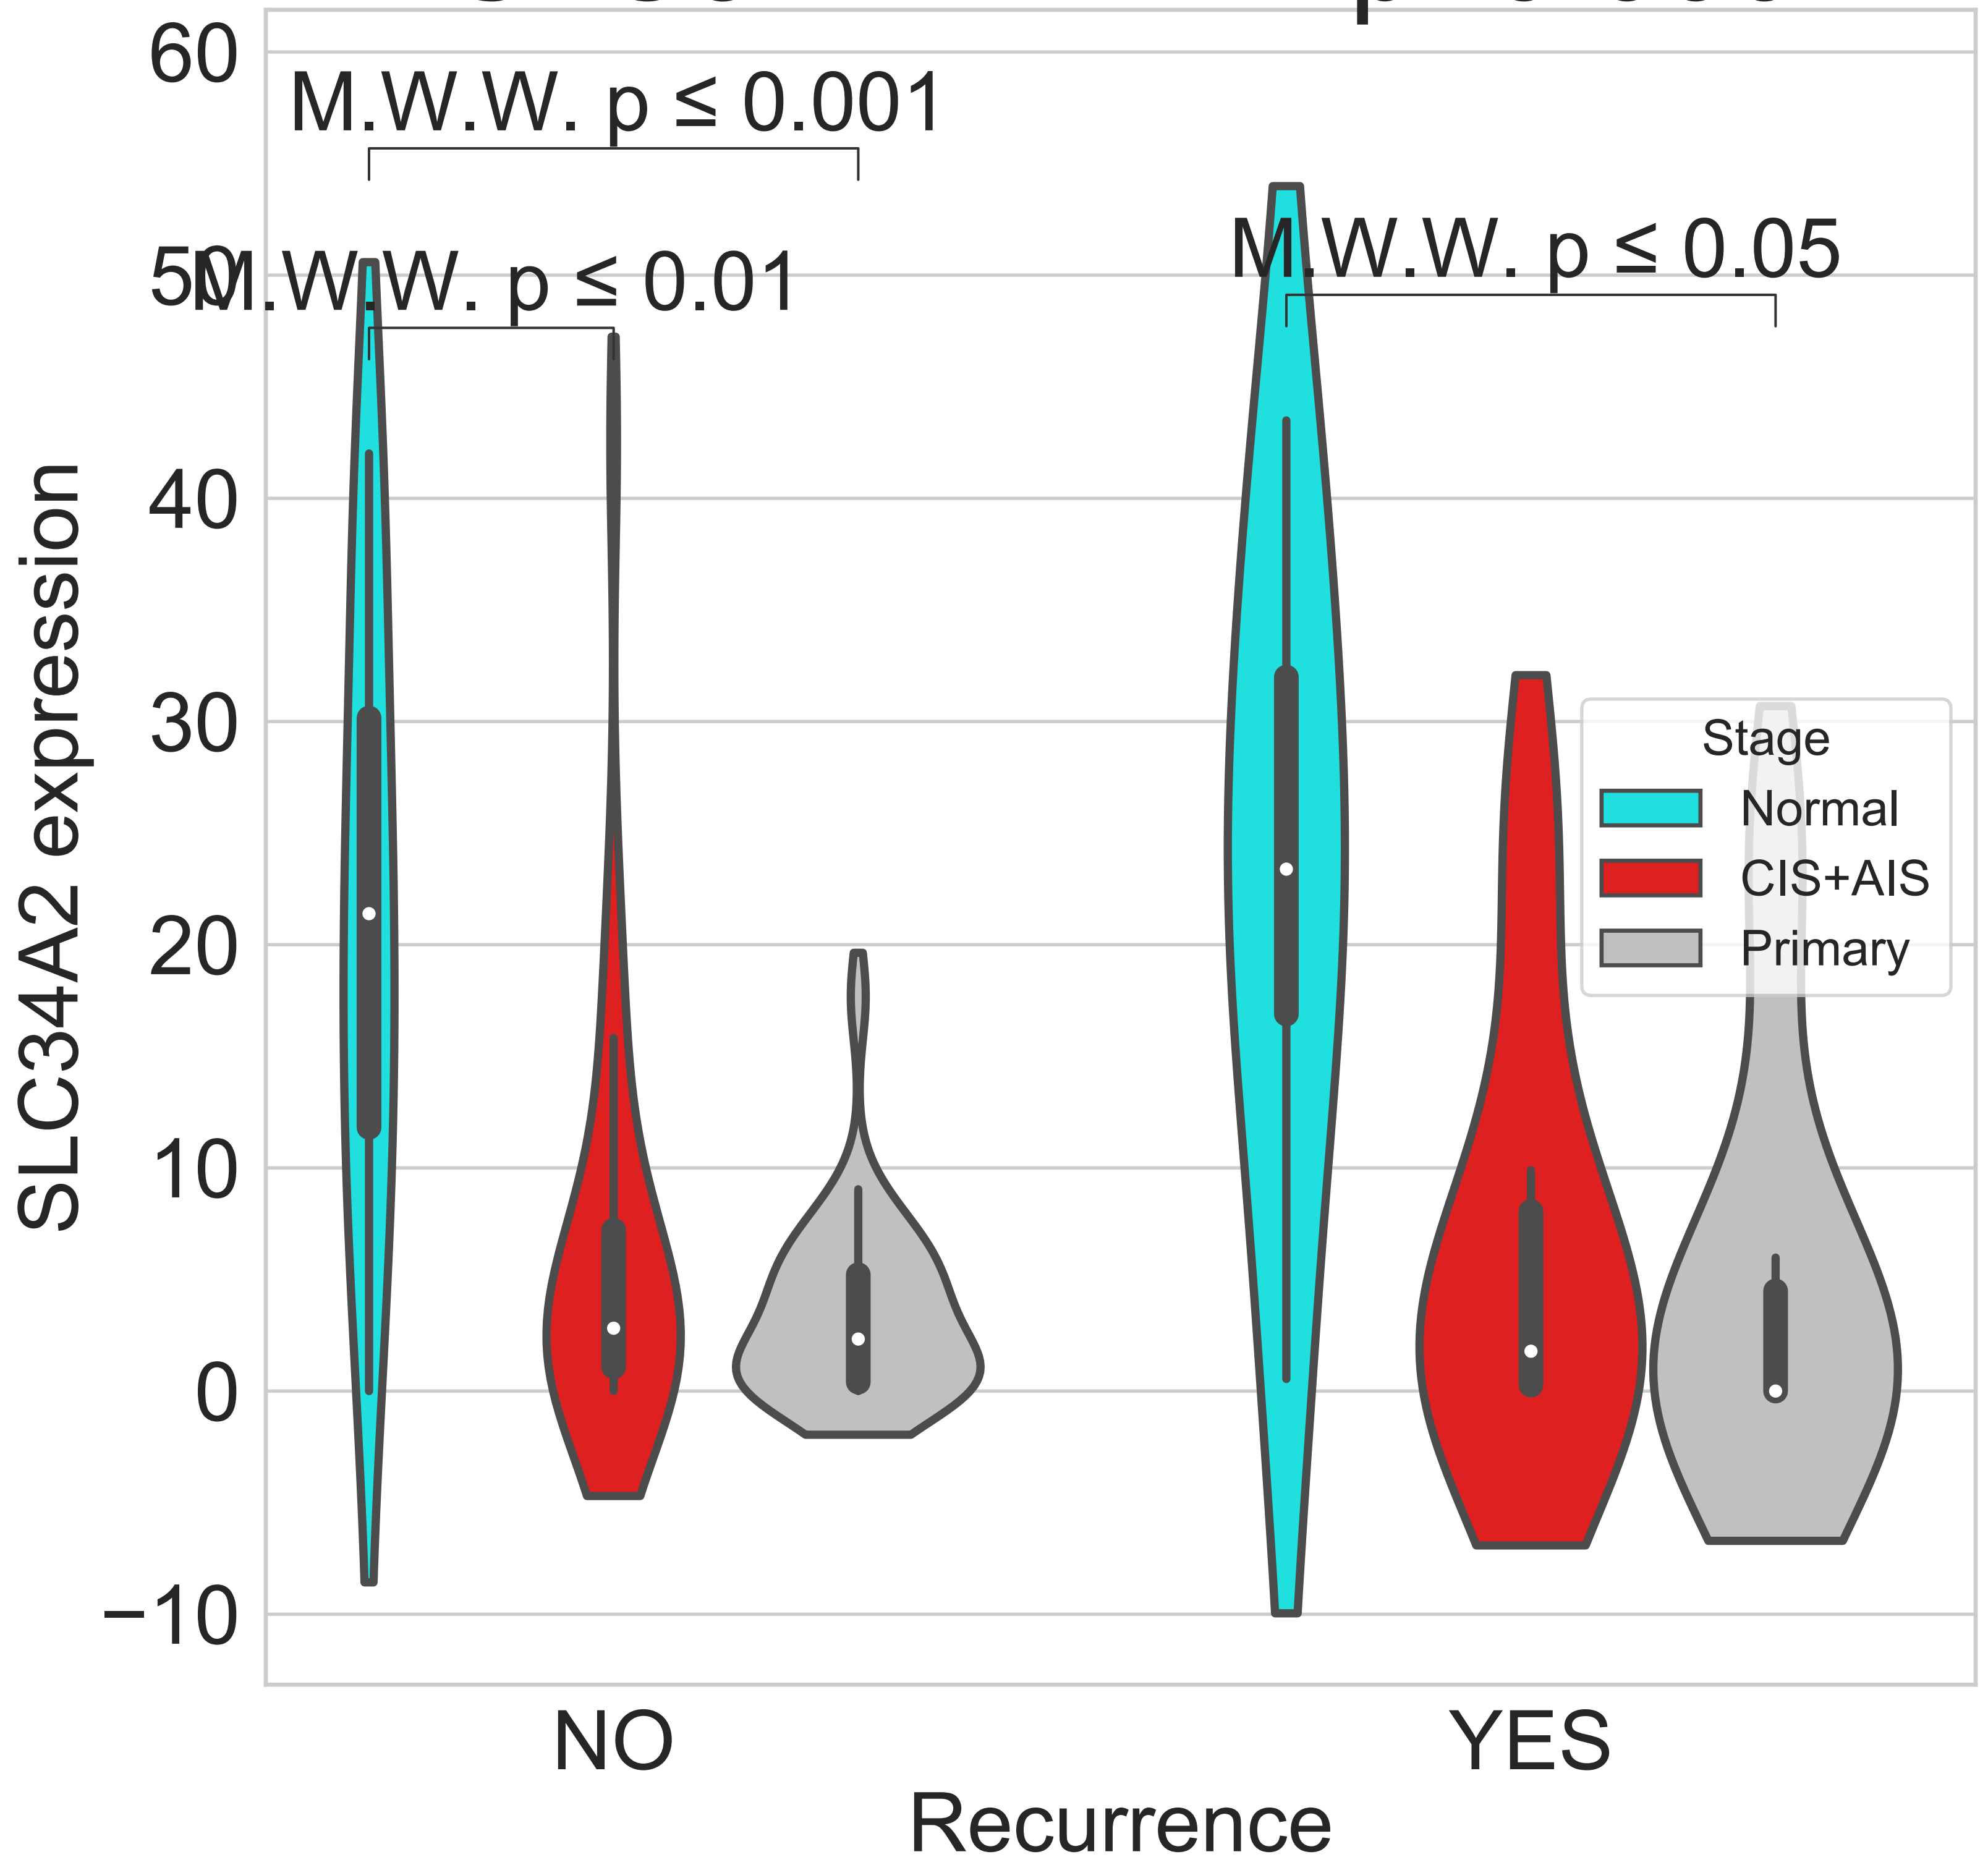 60
M.W.W. p ≤ 0.001
50
M.W.W. p ≤ 0.01
M.W.W. p ≤ 0.05
40
30
20
10
0
−10
SLC34A2 expression
Stage
Normal
CIS+AIS
Primary
NO
YES
Recurrence